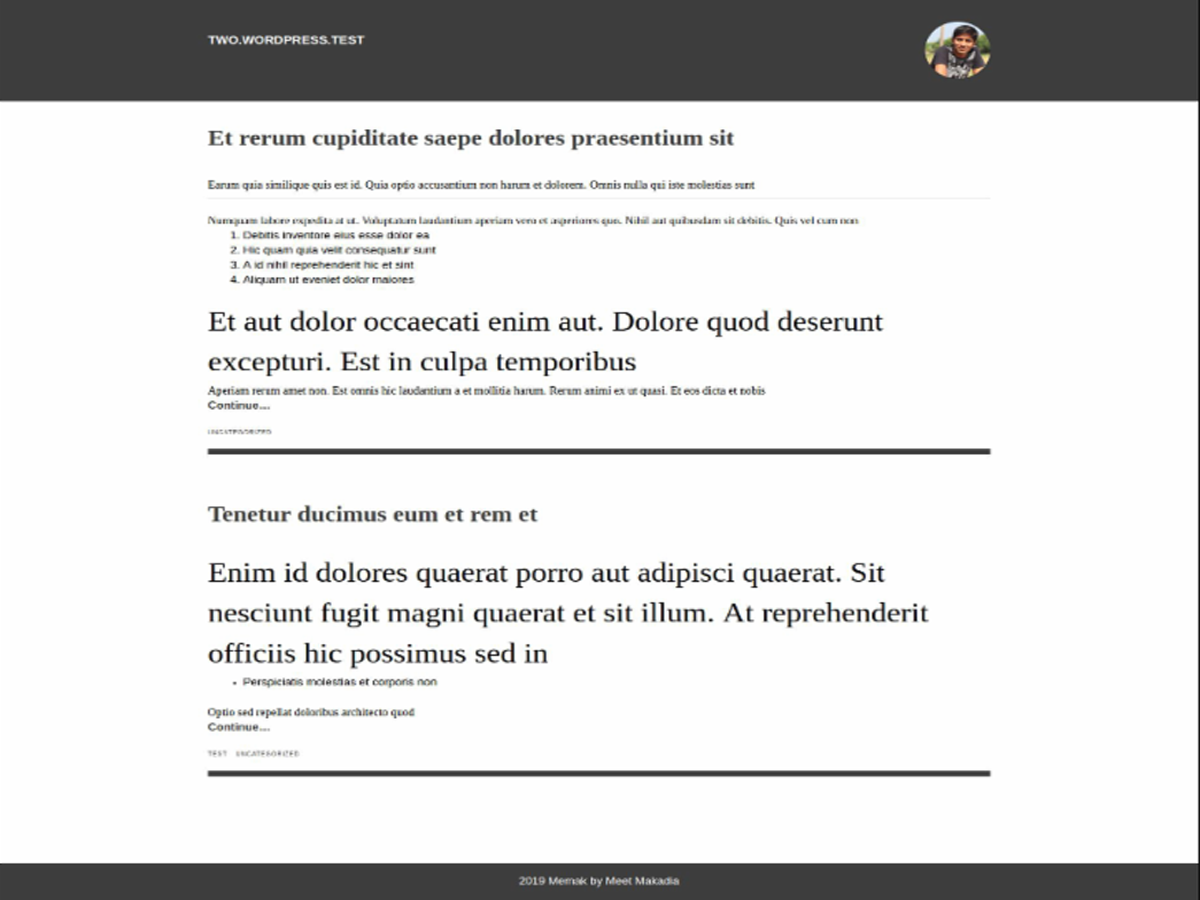 TWO.WORDPRESS.TEST
Et rerum cupiditate saepe dolores praesentium sit
Earum quia similique quis est id. Quia optio accusantium non harum et dolorem. Omnis nulla qui iste molestias sunt
Numquam labore expedita at ut. Voluptatum laudantium aperiam vero et asperiores quo. Nihil aut quibusdam sit debitis. Quis vel cum non
1. Debitis inventore eius esse dolor ea
2. Hic quam quia velit consequatur sunt
3. A id nihil reprehenderit hic et sint
4. Aliquam ut eveniet dolor maiores
Et aut dolor occaecati enim aut. Dolore quod deserunt
excepturi. Est in culpa temporibus
Aperiam rerum amet non. Est omnis hic laudantium a et mollitia harum. Rerum animi ex ut quasi. Et eos dicta et nobis
Continue...
UNCATEGORIZED
Tenetur ducimus eum et rem et
Enim id dolores quaerat porro aut adipisci quaerat. Sit
nesciunt fugit magni quaerat et sit illum. At reprehenderit
officiis hic possimus sed in
• Perspiciatis molestias et corporis non
Optio sed repellat doloribus architecto quod
Continue...
TEST UNCATEGORIZED
2019 Memak by Meet Makadia